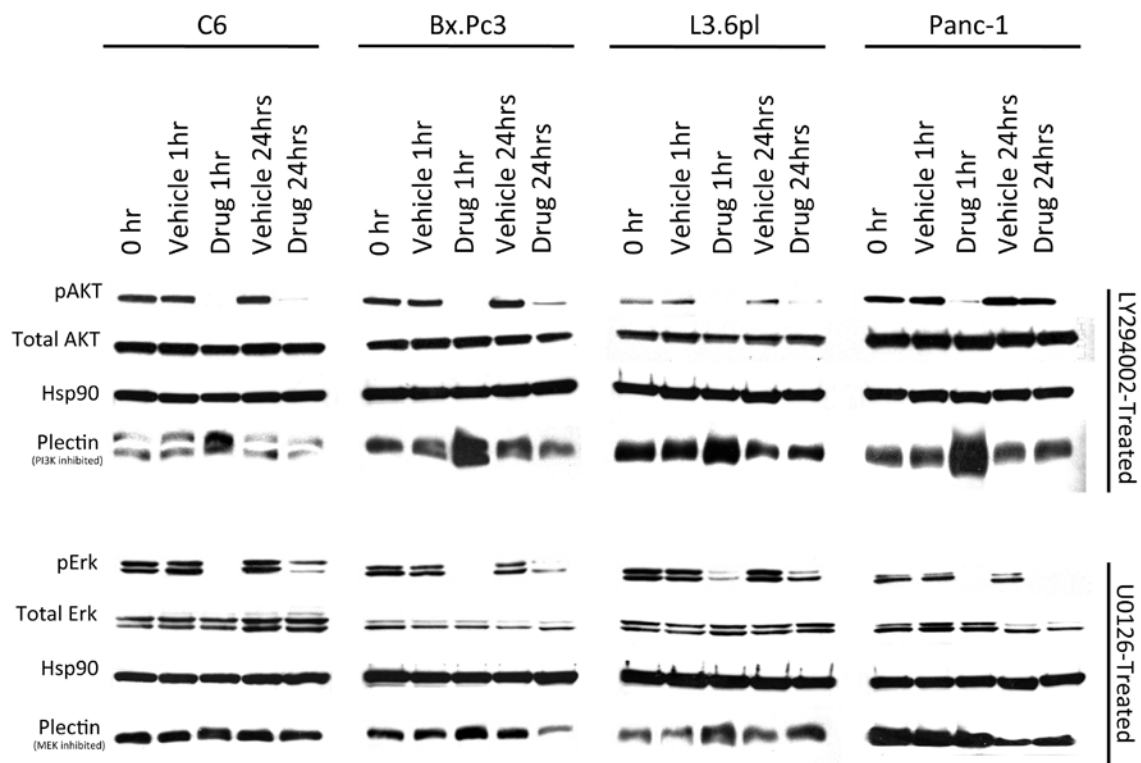 C6 Bx.Pc3 L3.6pl Panc-1
0 hr Vehicle 1hr Drug 1hr Vehicle 24hrs Drug 24hrs 0 hr Vehicle 1hr Drug 1hr Vehicle 24hrs Drug 24hrs 0 hr Vehicle 1hr Drug 1hr Vehicle 24hrs Drug 24hrs 0 hr Vehicle 1hr Drug 1hr Vehicle 24hrs Drug 24hrs
pAKT
Total AKT
Hsp90
Plectin
(PI3K inhibited)
LY294002-Treated
pErk
Total Erk
Hsp90
Plectin
(MEK inhibited)
U0126-Treated